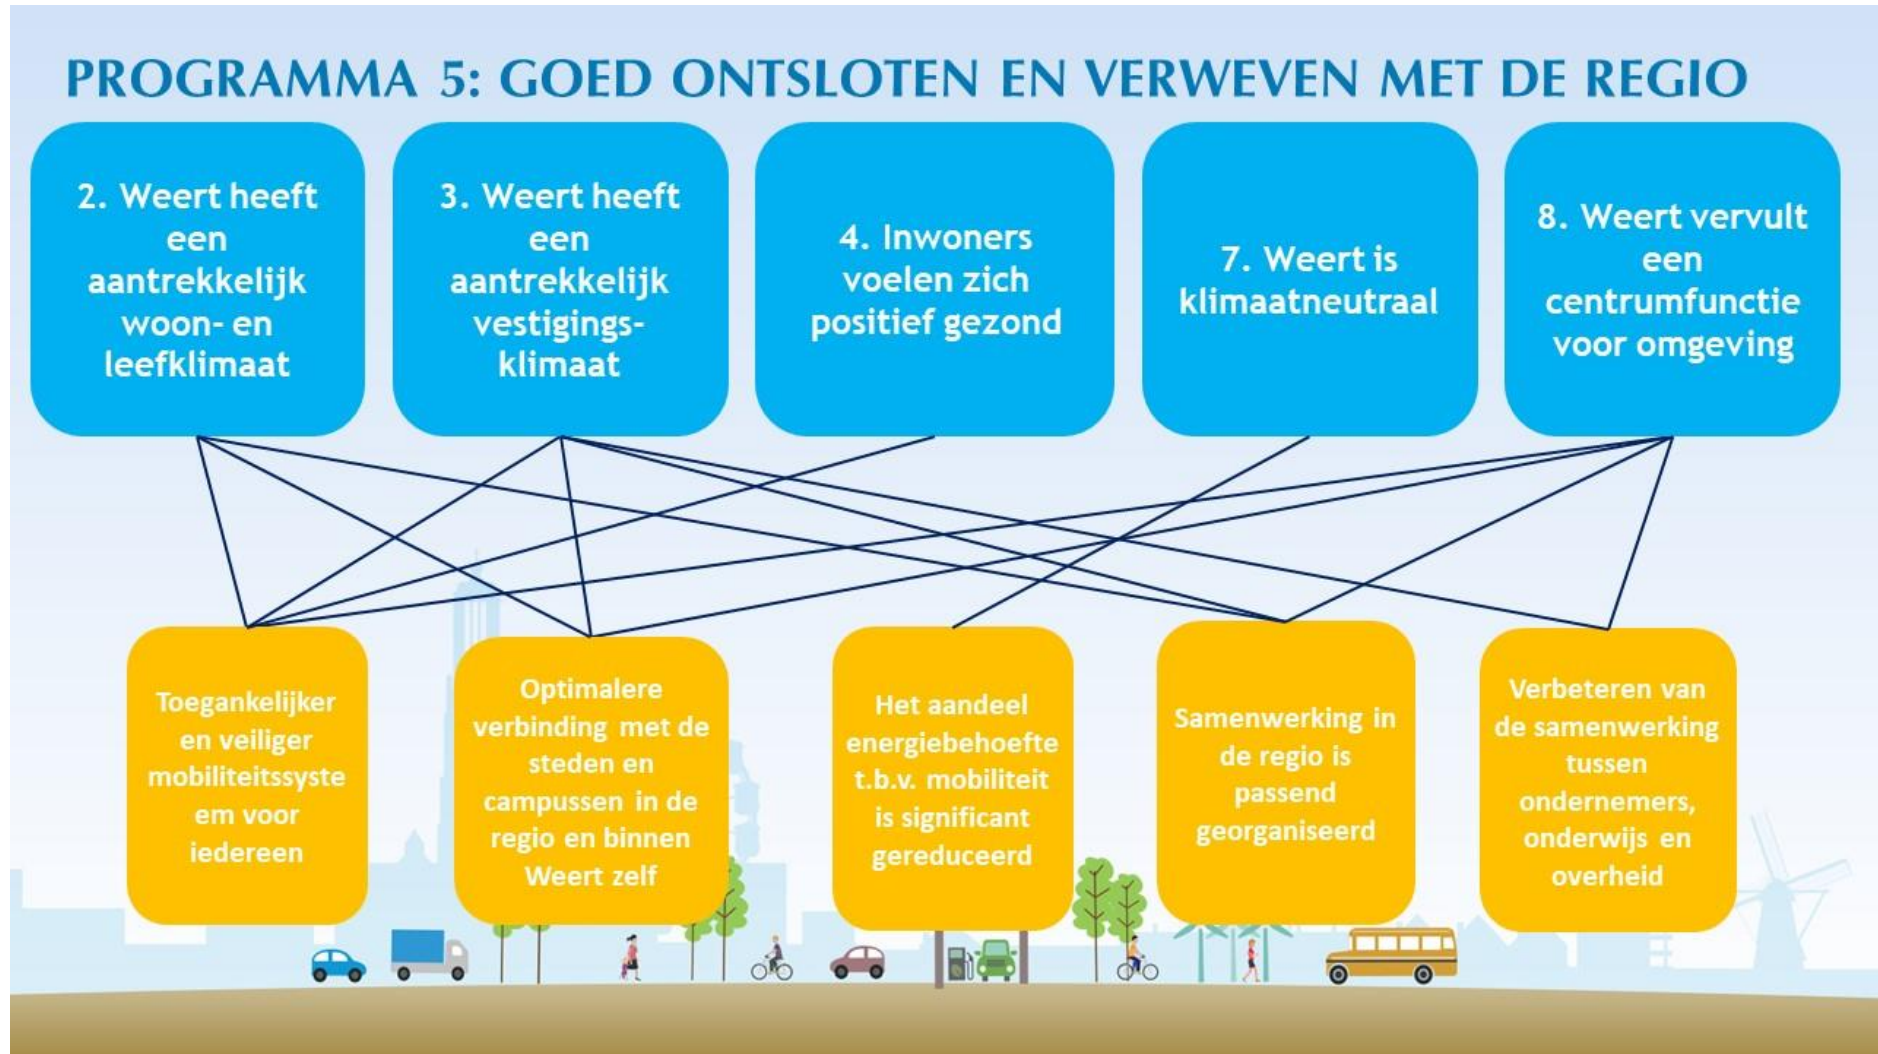 PROGRAMMA 5: GOED ONTSLOTEN EN VERWEVEN MET DE REGIO
2. Weert heeft
een
aantrekkelijk
woon- en
leefklimaat
3. Weert heeft
een
aantrekkelijk
vestigings-
klimaat
4. Inwoners
voelen zich
positief gezond
7. Weert is
klimaatneutraal
8. Weert vervult
een
centrumfunctie
voor omgeving
Toegankelijker
en veiliger
mobiliteitssyste
em voor
iedereen
Optimalere
verbinding met de
steden en
campussen in de
regio en binnen
Weert zelf
Het aandeel
energiebehoefte
t.b.v. mobiliteit
is significant
gereduceerd
Samenwerking in
de regio is
passend
georganiseerd
Verbeteren van
de samenwerking
tussen
ondernemers,
onderwijs en
overheid